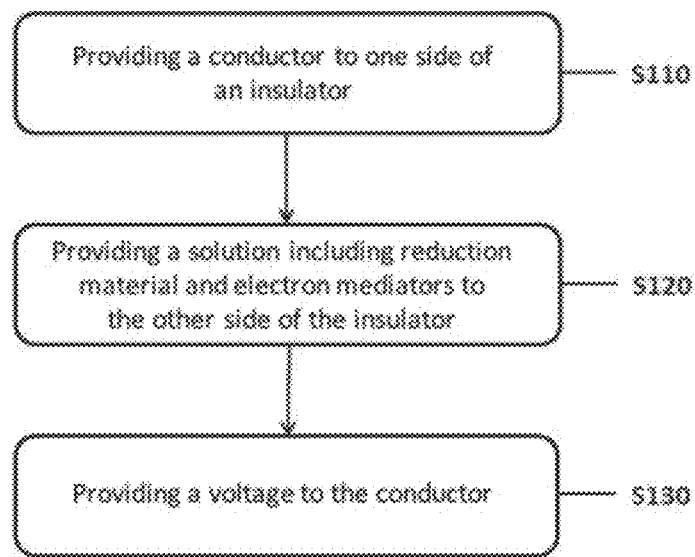 Providing a conductor to one side of
an insulator
S110
Providing a solution including reduction
material and electron mediators to
the other side of the insulator
S120
Providing a voltage to the conductor
S130